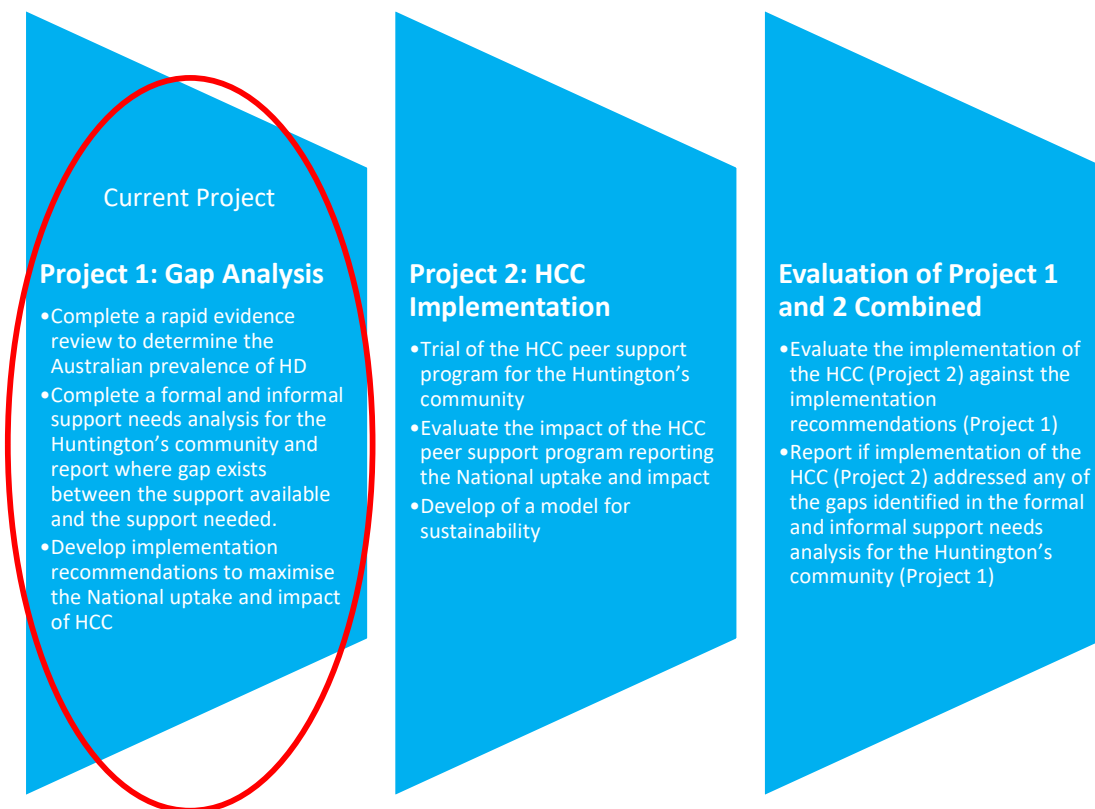 Current Project
Project 1: Gap Analysis
•Complete a rapid evidence
review to determine the
Australian prevalence of HD
•Complete a formal and informal
support needs analysis for the
Huntington's community and
report where gap exists
between the support available
and the support needed.
•Develop implementation
recommendations to maximise
the National uptake and impact
of HCC
Project 2: HCC
Implementation
•Trial of the HCC peer support
program for the Huntington's
community
•Evaluate the impact of the HCC
peer support program reporting
the National uptake and impact
•Develop of a model for
sustainability
Evaluation of Project 1
and 2 Combined
•Evaluate the implementation of
the HCC (Project 2) against the
implementation
recommendations (Project 1)
•Report if implementation of the
HCC (Project 2) addressed any of
the gaps identified in the formal
and informal support needs
analysis for the Huntington's
community (Project 1)